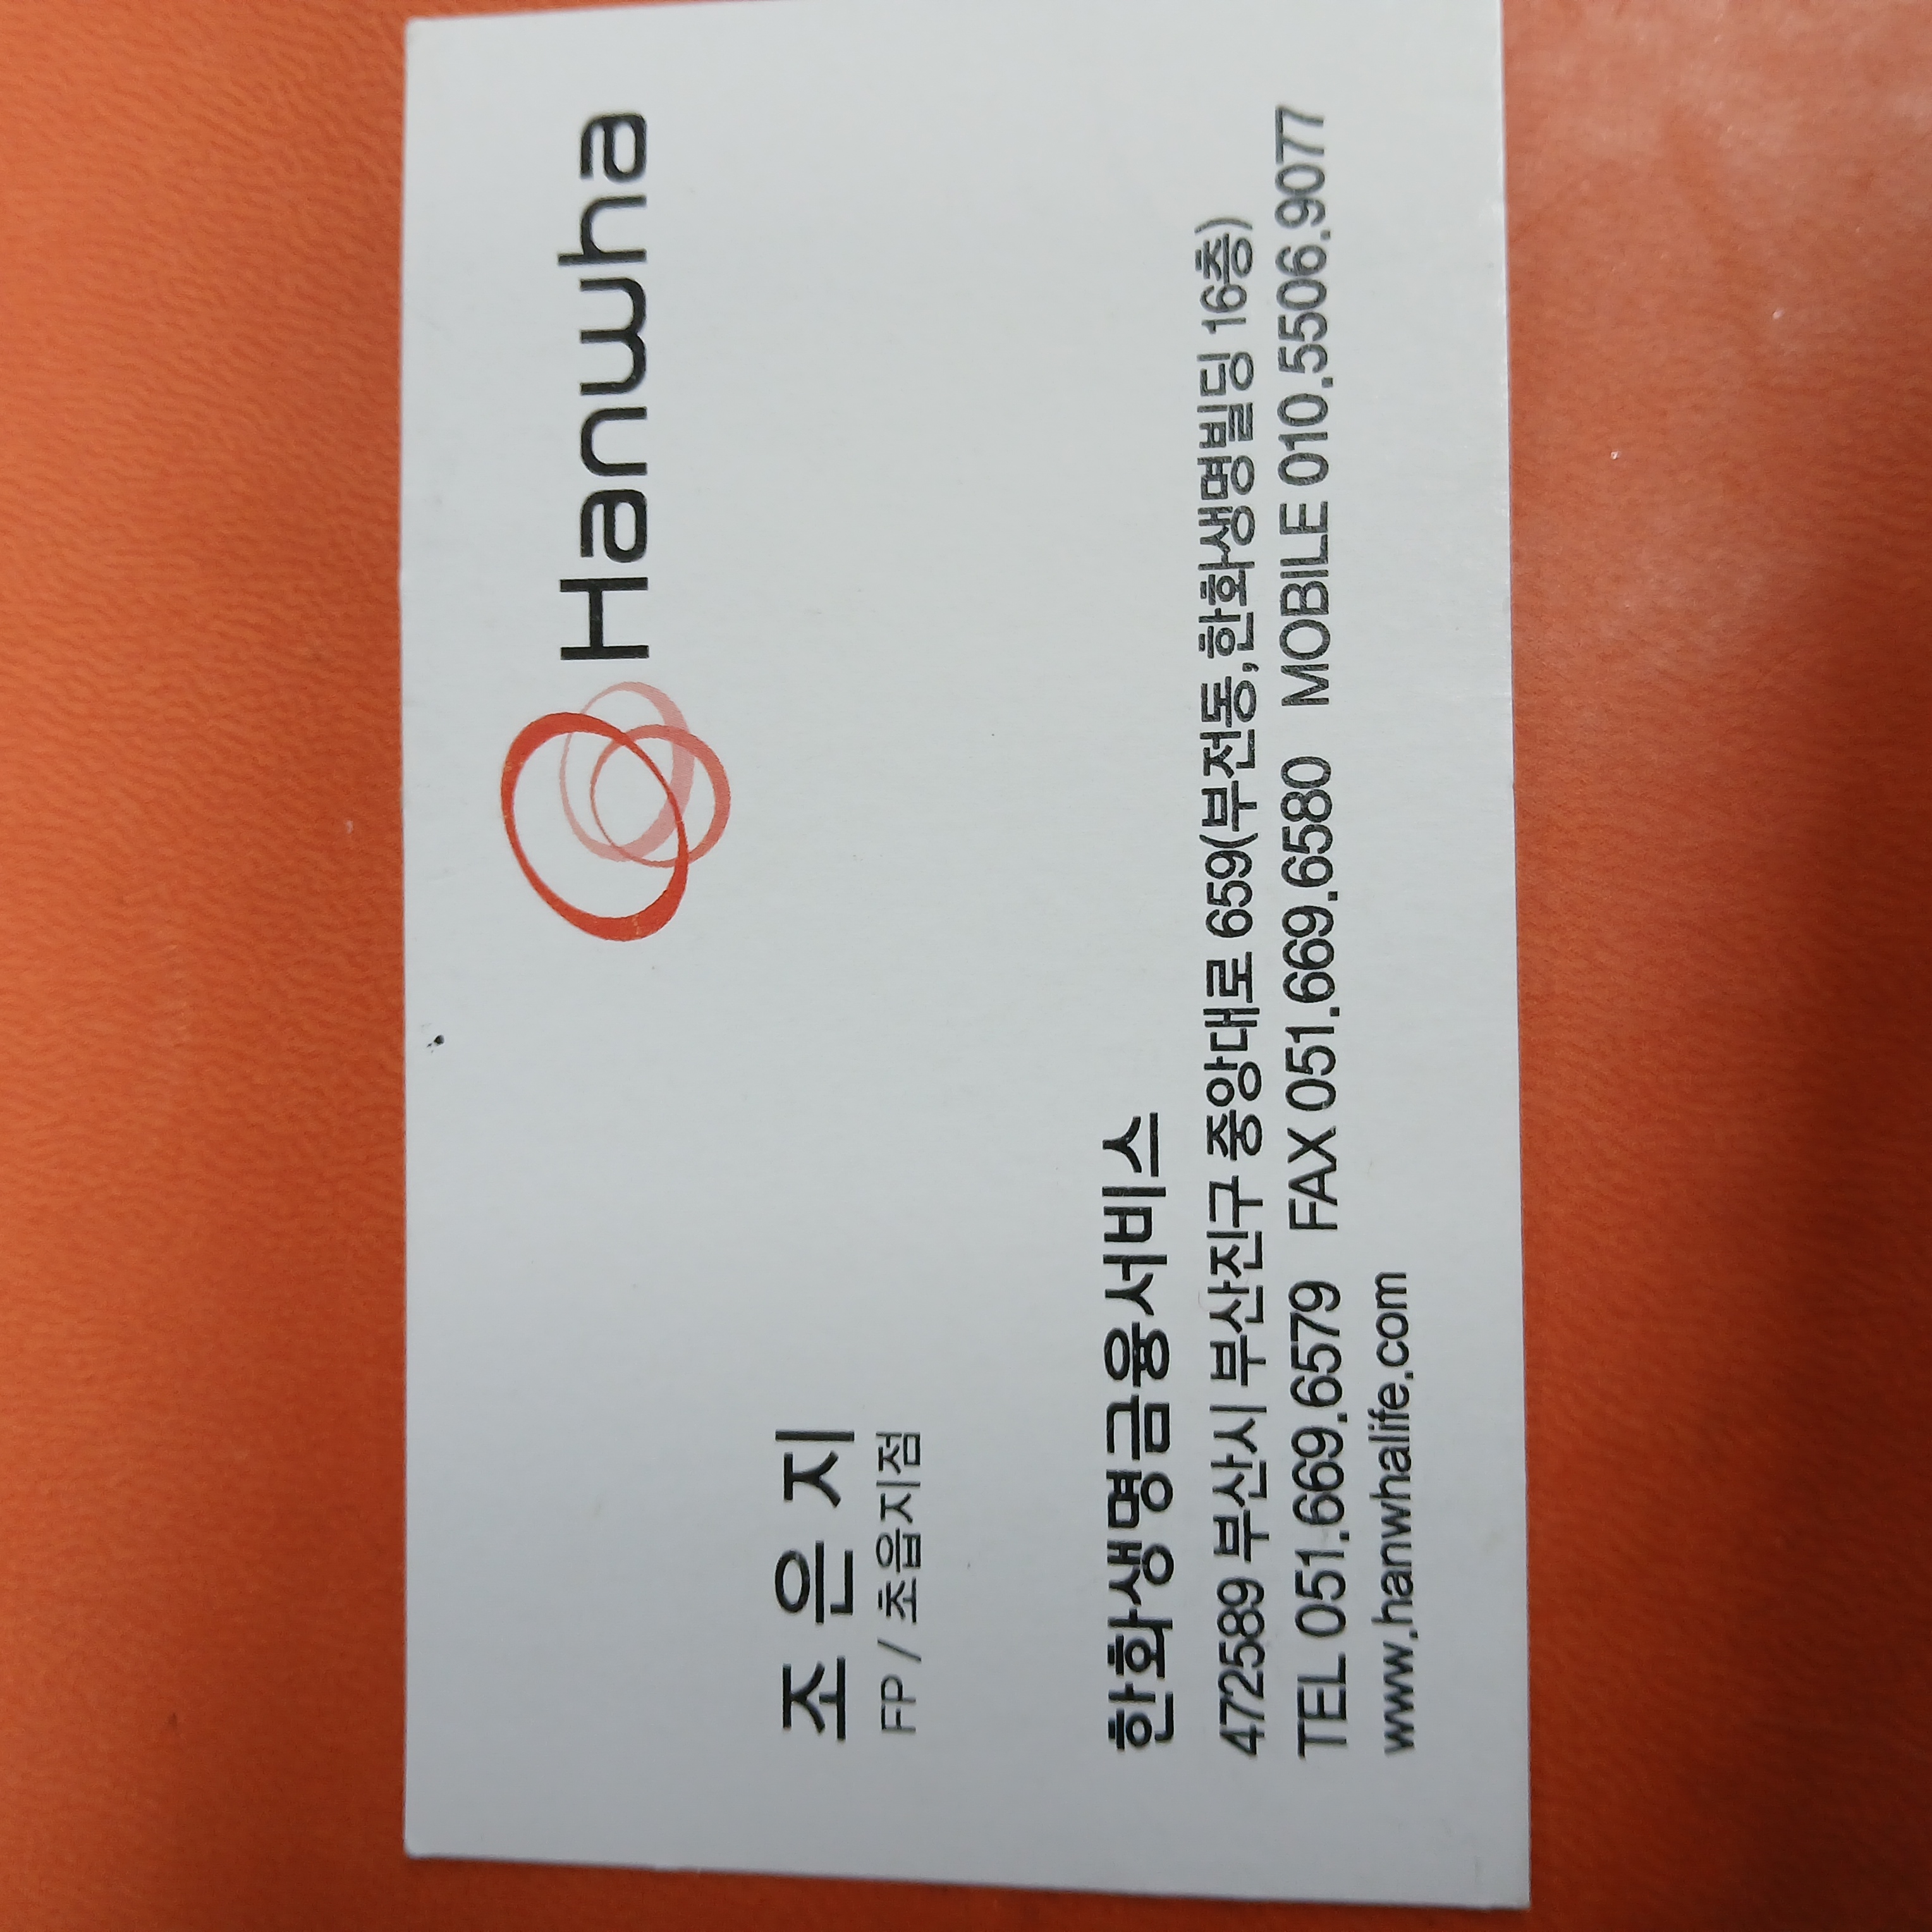 Hanwha
조은지
FP / 초읍지점
한화생명금융서비스
472589 부산시 부산진구 중앙대로 659(부전동,한화생명빌딩 16층)
TEL 051.669.6579 FAX 051.669.6580 MOBILE 010.5506.9077
www.hanwhalife.com